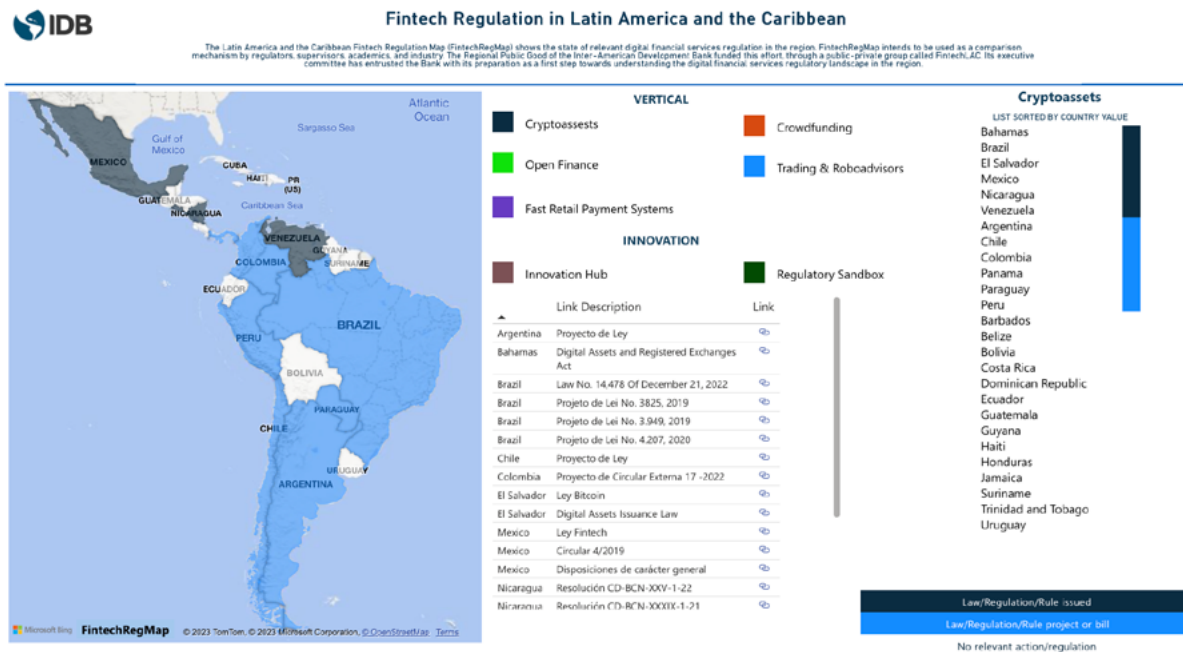 IDB
Fintech Regulation in Latin America and the Caribbean
The Latin America and the Caribbean Fintech Regulation Map (FintechRegMap) shows the state of relevant digital financial services regulation in the region. FintechRegMap intends to be used as a comparison
mechanism by regulators, supervisors, academics, and industry. The Regional Public Good of the Inter-American Development Bank funded this effort, through a public-private group called FintechLAC. Its executive
committee has entrusted the Bank with its preparation as a first step towards understanding the digital financial services regulatory landscape in the region.
Atlantic
Ocean
Sargasso Sea
Gulf of
Mexico
MEXICO
CUBA
HAITI
PR
(US)
GUATEMALA
Caribbean Sea
NICARAGUA
VENEZUELA
GUYANA
COLOMBIA
SURINAME
ECUADOR
BRAZIL
PERU
BOLIVIA
PARAGUAY
CHILE
URUGUAY
ARGENTINA
Microsoft Bing
FintechRegMap
© 2023 TomTom, © 2023 Microsoft Corporation, © OpenStreetMap Terms
VERTICAL
Cryptoassests
Crowdfunding
Open Finance
Trading & Roboadvisors
Fast Retail Payment Systems
INNOVATION
Innovation Hub
Regulatory Sandbox
Link Description Link
Argentina Proyecto de Ley
Bahamas Digital Assets and Registered Exchanges
Act
Brazil Law No. 14,478 Of December 21, 2022
Brazil Projeto de Lei No. 3825, 2019
Brazil Projeto de Lei No. 3.949, 2019
Brazil Projeto de Lei No. 4.207, 2020
Chile Proyecto de Ley
Colombia Proyecto de Circular Externa 17 -2022
El Salvador Ley Bitcoin
El Salvador Digital Assets Issuance Law
Mexico Ley Fintech
Mexico Circular 4/2019
Mexico Disposiciones de carácter general
Nicaragua Resolución CD-BCN-XXV-1-22
Nicaragua Resolución CD-BCN-XXXIX-1-21
Cryptoassets
LIST SORTED BY COUNTRY VALUE
Bahamas
Brazil
El Salvador
Mexico
Nicaragua
Venezuela
Argentina
Chile
Colombia
Panama
Paraguay
Peru
Barbados
Belize
Bolivia
Costa Rica
Dominican Republic
Ecuador
Guatemala
Guyana
Haiti
Honduras
Jamaica
Suriname
Trinidad and Tobago
Uruguay
Law/Regulation/Rule issued
Law/Regulation/Rule project or bill
No relevant action/regulation